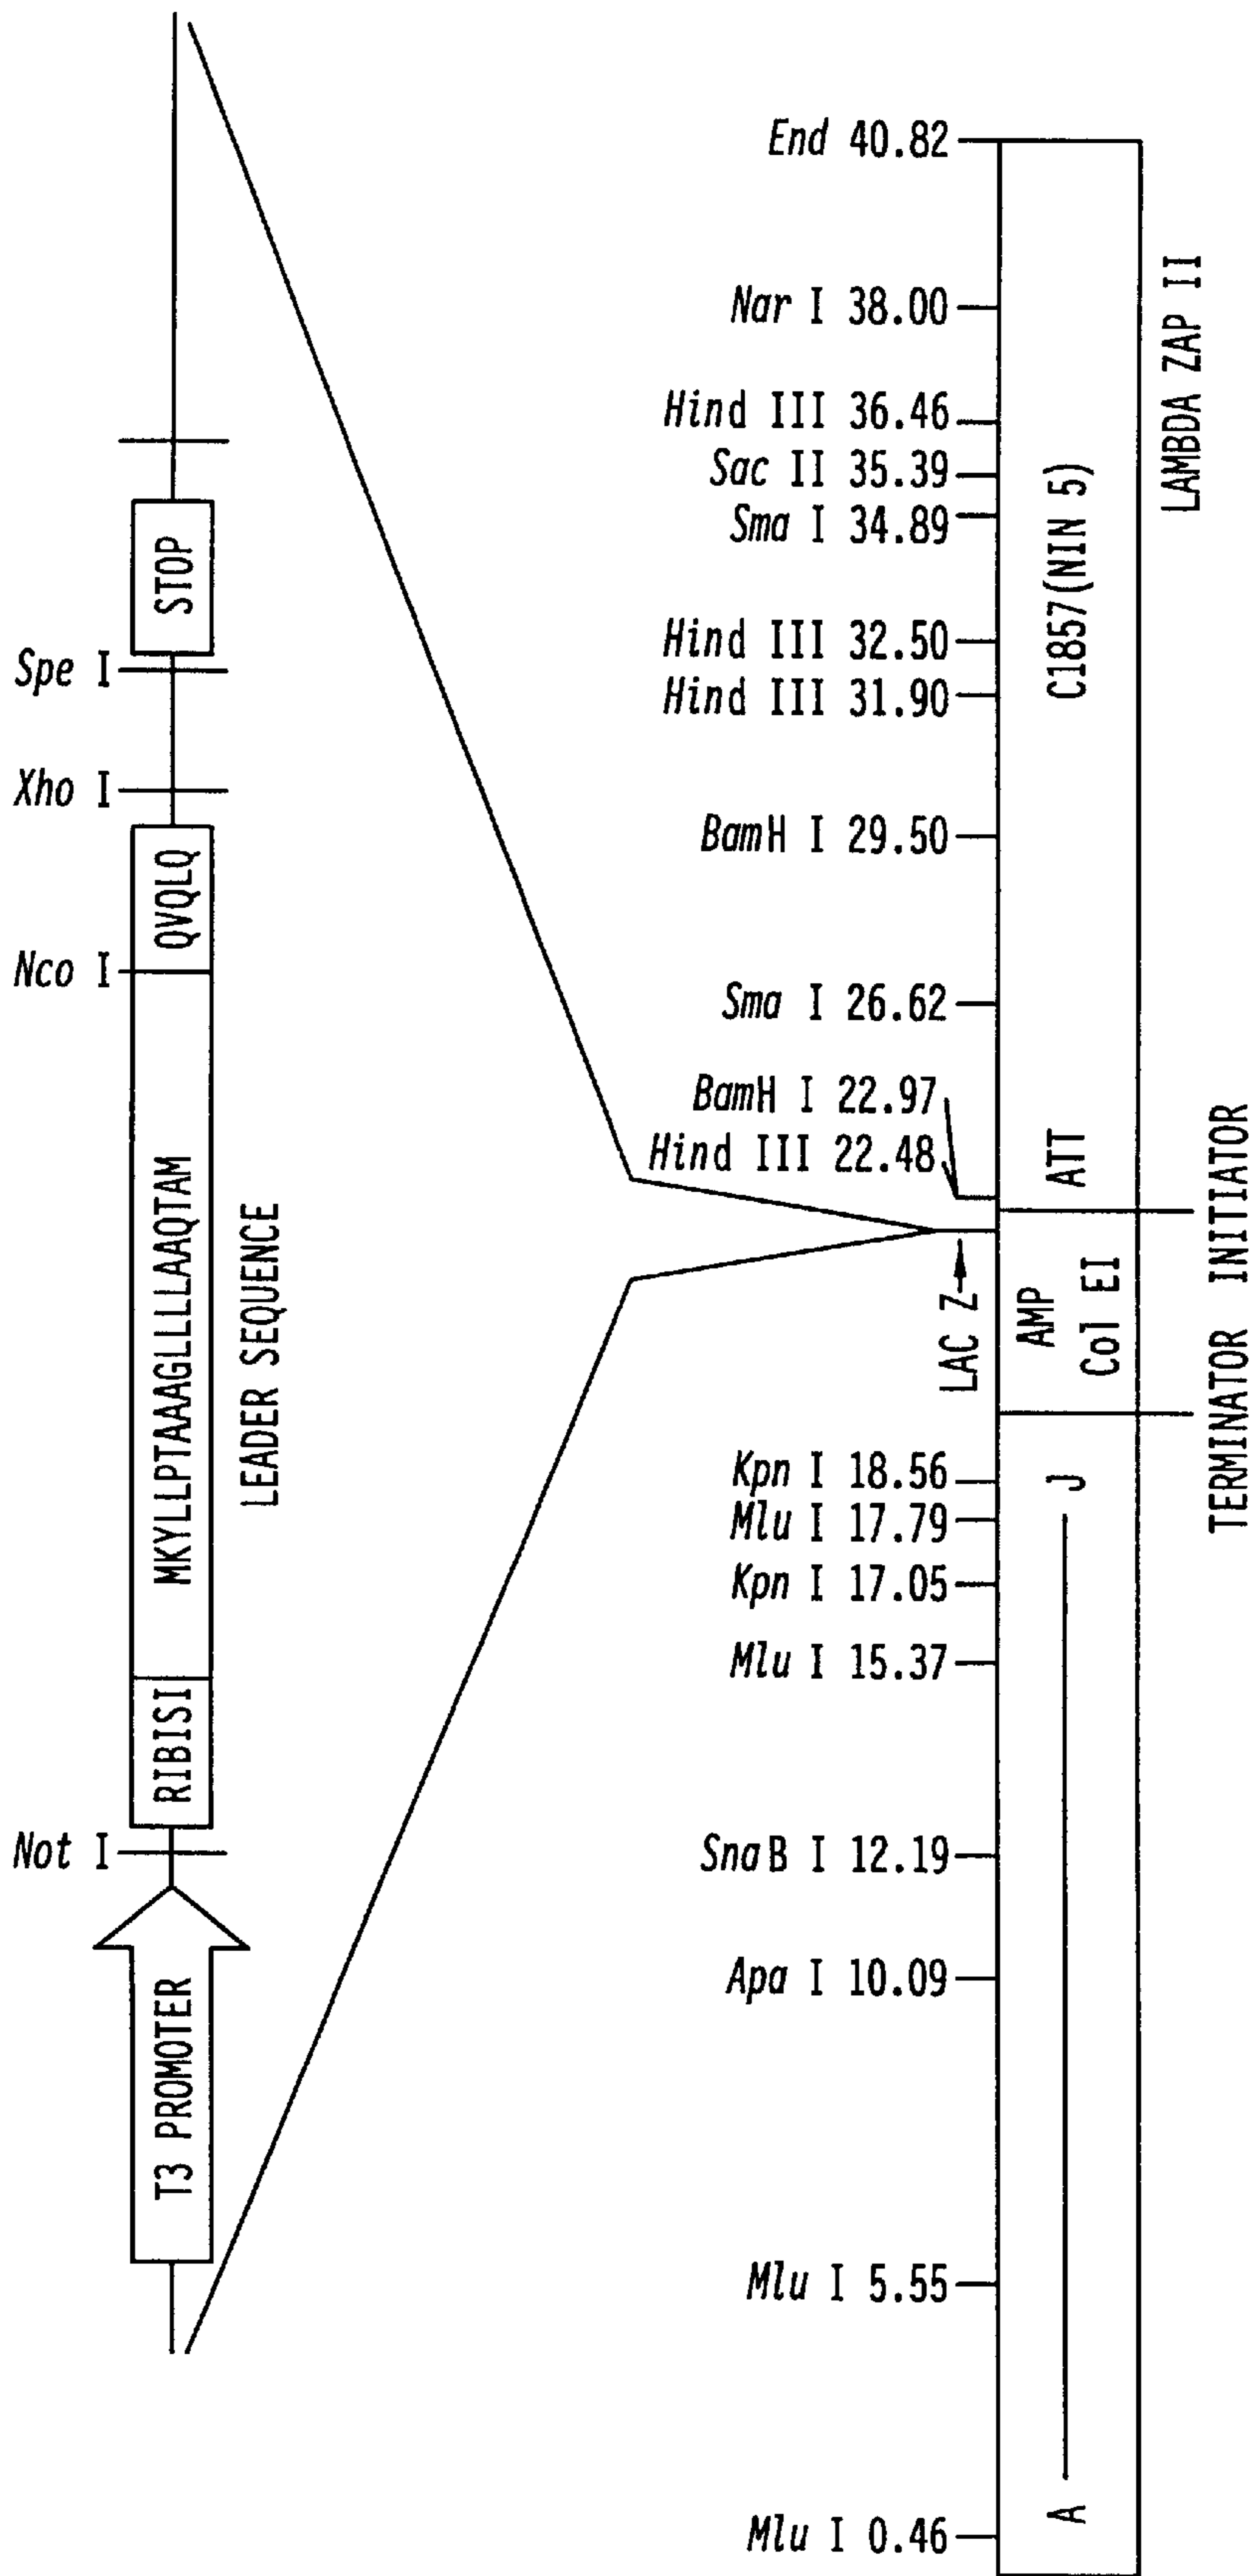 T3 PROMOTER
Not I
RIBISI
MKYLLPTAAAGLLLLAAQTAM
LEADER SEQUENCE
Nco I
QVQLQ
Xho I
Spe I
STOP
Mlu I 0.46
Mlu I 5.55
Apa I 10.09
SnaB I 12.19
Mlu I 15.37
Kpn I 17.05
Mlu I 17.79
Kpn I 18.56
LAC Z
Hind III 22.48
BamH I 22.97
Sma I 26.62
BamH I 29.50
Hind III 31.90
Hind III 32.50
Sma I 34.89
Sac II 35.39
Hind III 36.46
Nar I 38.00
End 40.82
A
J
AMP
Col EI
ATT
C1857(NIN 5)
TERMINATOR
INITIATOR
LAMBDA ZAP II